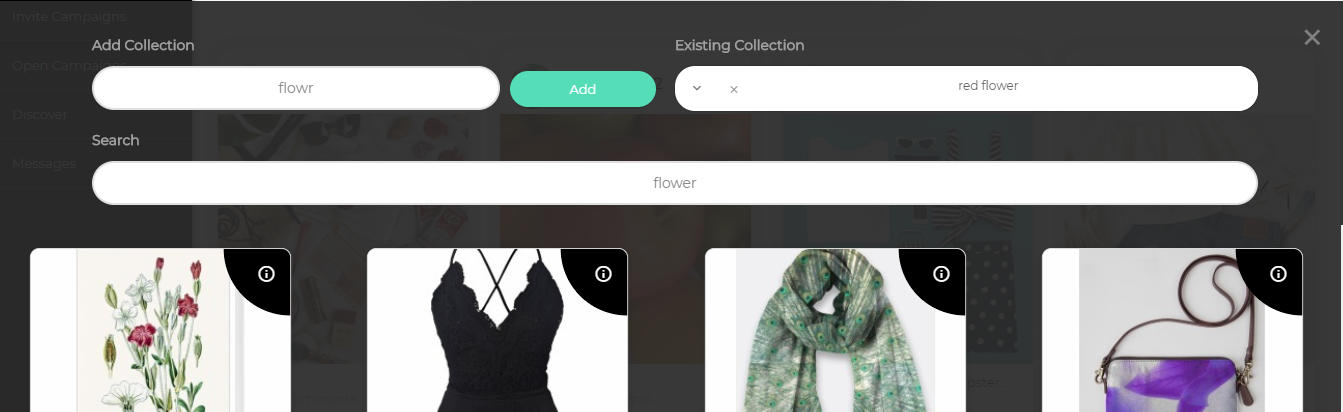 Invite Campaigns
Add Collection
Existing Collection
Open Campaigns
flowr
Add
red flower
Discover
Search
Messages
flower